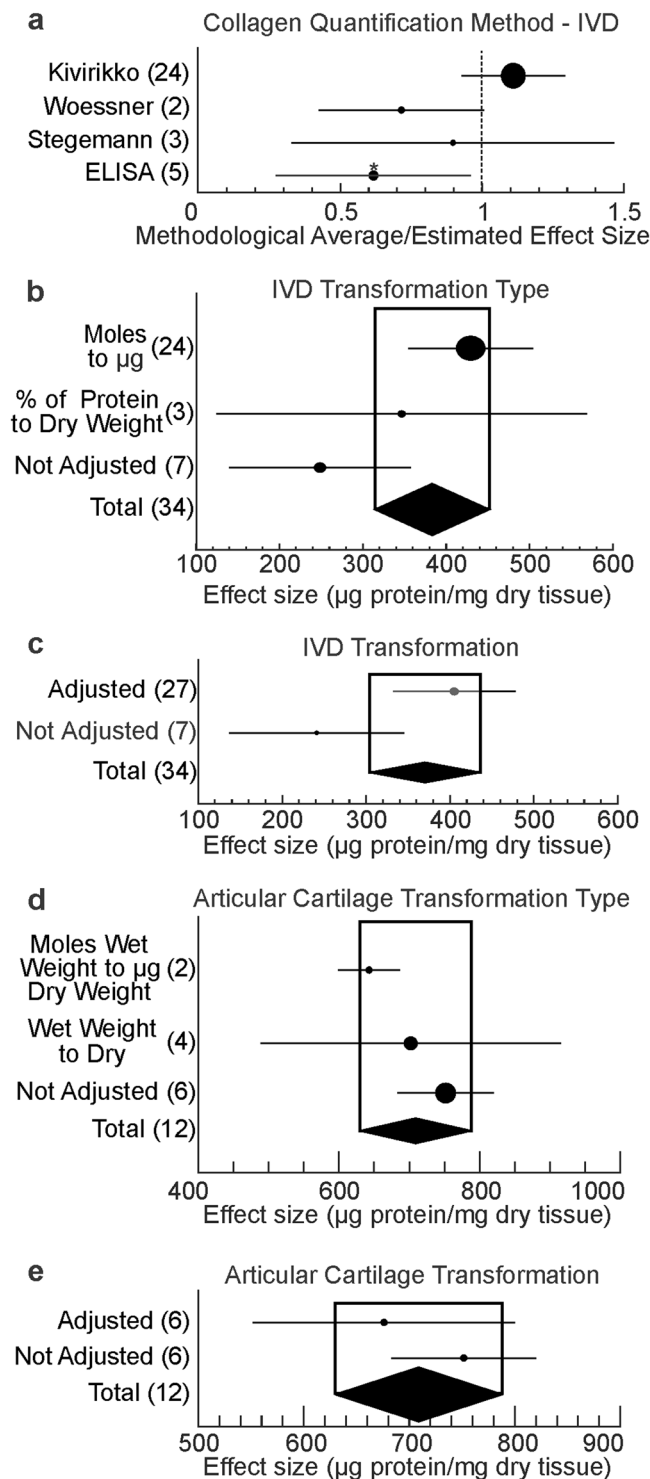 a Collagen Quantification Method - IVD
Kivirikko (24)
Woessner (2)
Stegemann (3)
*
ELISA (5)
0 0.5 1 1.5
Methodological Average/Estimated Effect Size
b IVD Transformation Type
Moles
to µg (24)
% of Protein
to Dry Weight (3)
Not Adjusted (7)
Total (34)
100 200 300 400 500 600
Effect size (µg protein/mg dry tissue)
c IVD Transformation
Adjusted (27)
Not Adjusted (7)
Total (34)
100 200 300 400 500 600
Effect size (µg protein/mg dry tissue)
d Articular Cartilage Transformation Type
Moles Wet
Weight to µg (2)
Dry Weight
Wet Weight
to Dry (4)
Not Adjusted (6)
Total (12)
400 600 800 1000
Effect size (µg protein/mg dry tissue)
e Articular Cartilage Transformation
Adjusted (6)
Not Adjusted (6)
Total (12)
500 600 700 800 900
Effect size (µg protein/mg dry tissue)